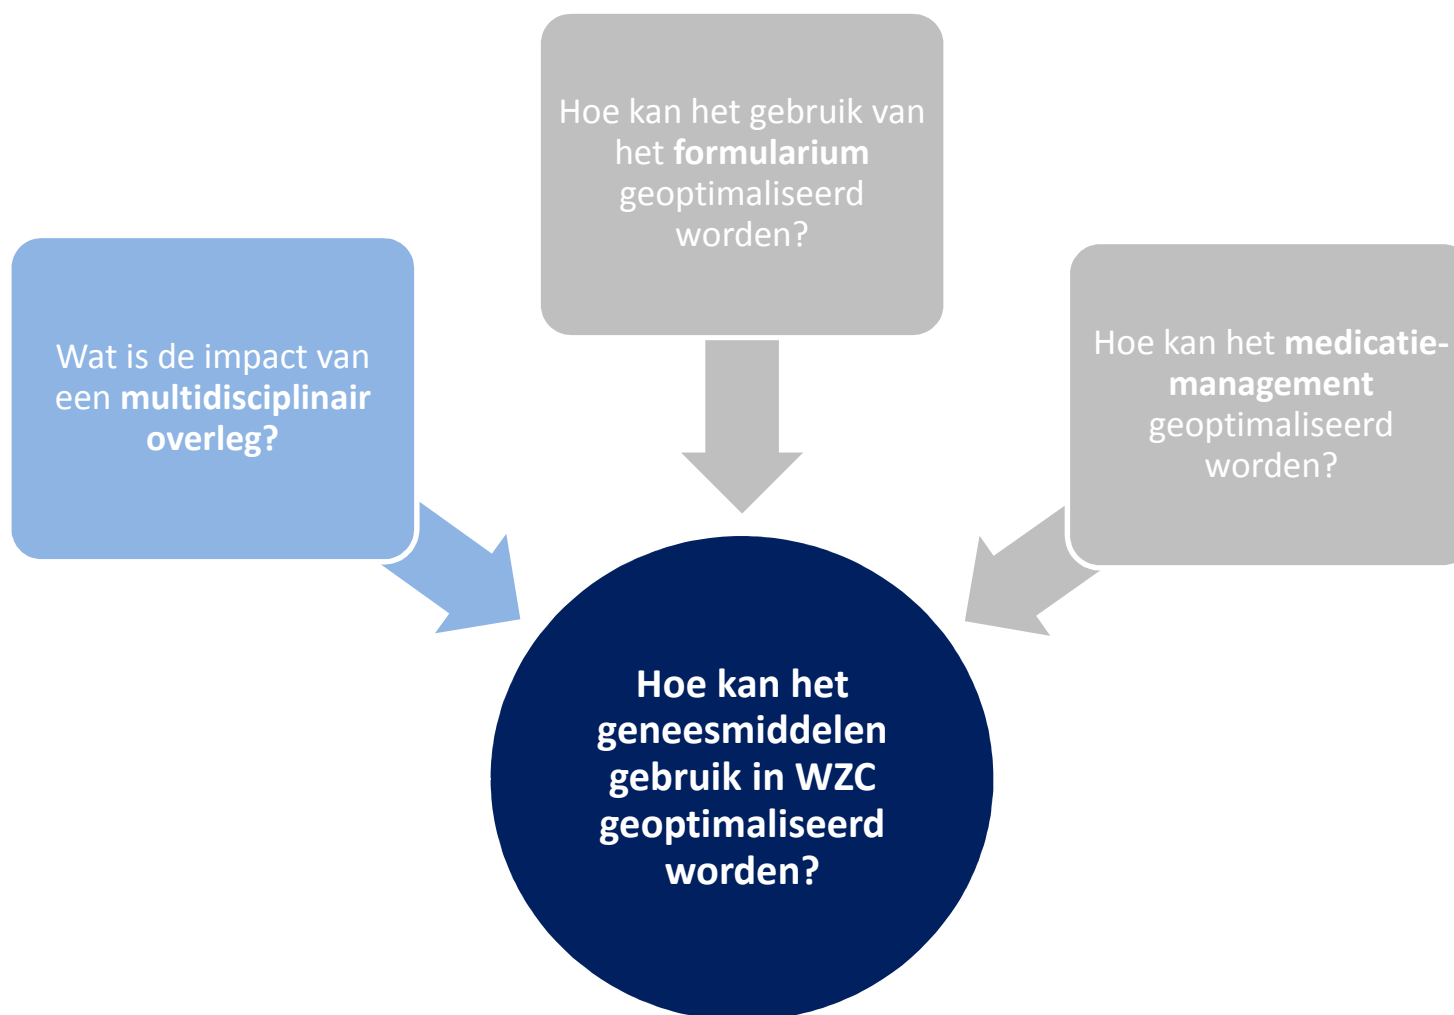 Hoe kan het gebruik van
het formularium
geoptimaliseerd
worden?
Wat is de impact van
een multidisciplinair
overleg?
Hoe kan het medicatie-
management
geoptimaliseerd
worden?
Hoe kan het
geneesmiddelen
gebruik in WZC
geoptimaliseerd
worden?